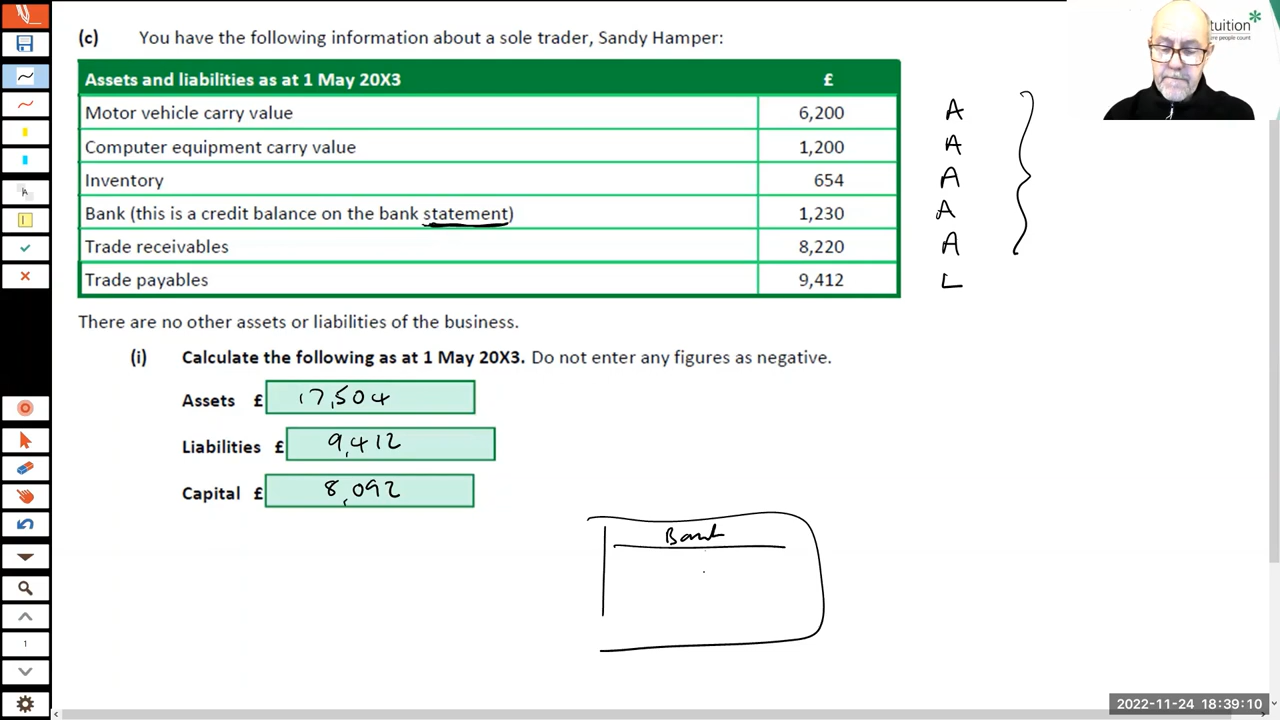 tuition
re people count
(c) You have the following information about a sole trader, Sandy Hamper:
Assets and liabilities as at 1 May 20X3 £
Motor vehicle carry value 6,200 A
Computer equipment carry value 1,200 A
Inventory 654 A
Bank (this is a credit balance on the bank statement) 1,230 A
Trade receivables 8,220 A
Trade payables 9,412 L
There are no other assets or liabilities of the business.
(i) Calculate the following as at 1 May 20X3. Do not enter any figures as negative.
Assets £ 17,504
Liabilities £ 9,412
Capital £ 8,092
Bank
1
2022-11-24 18:39:10